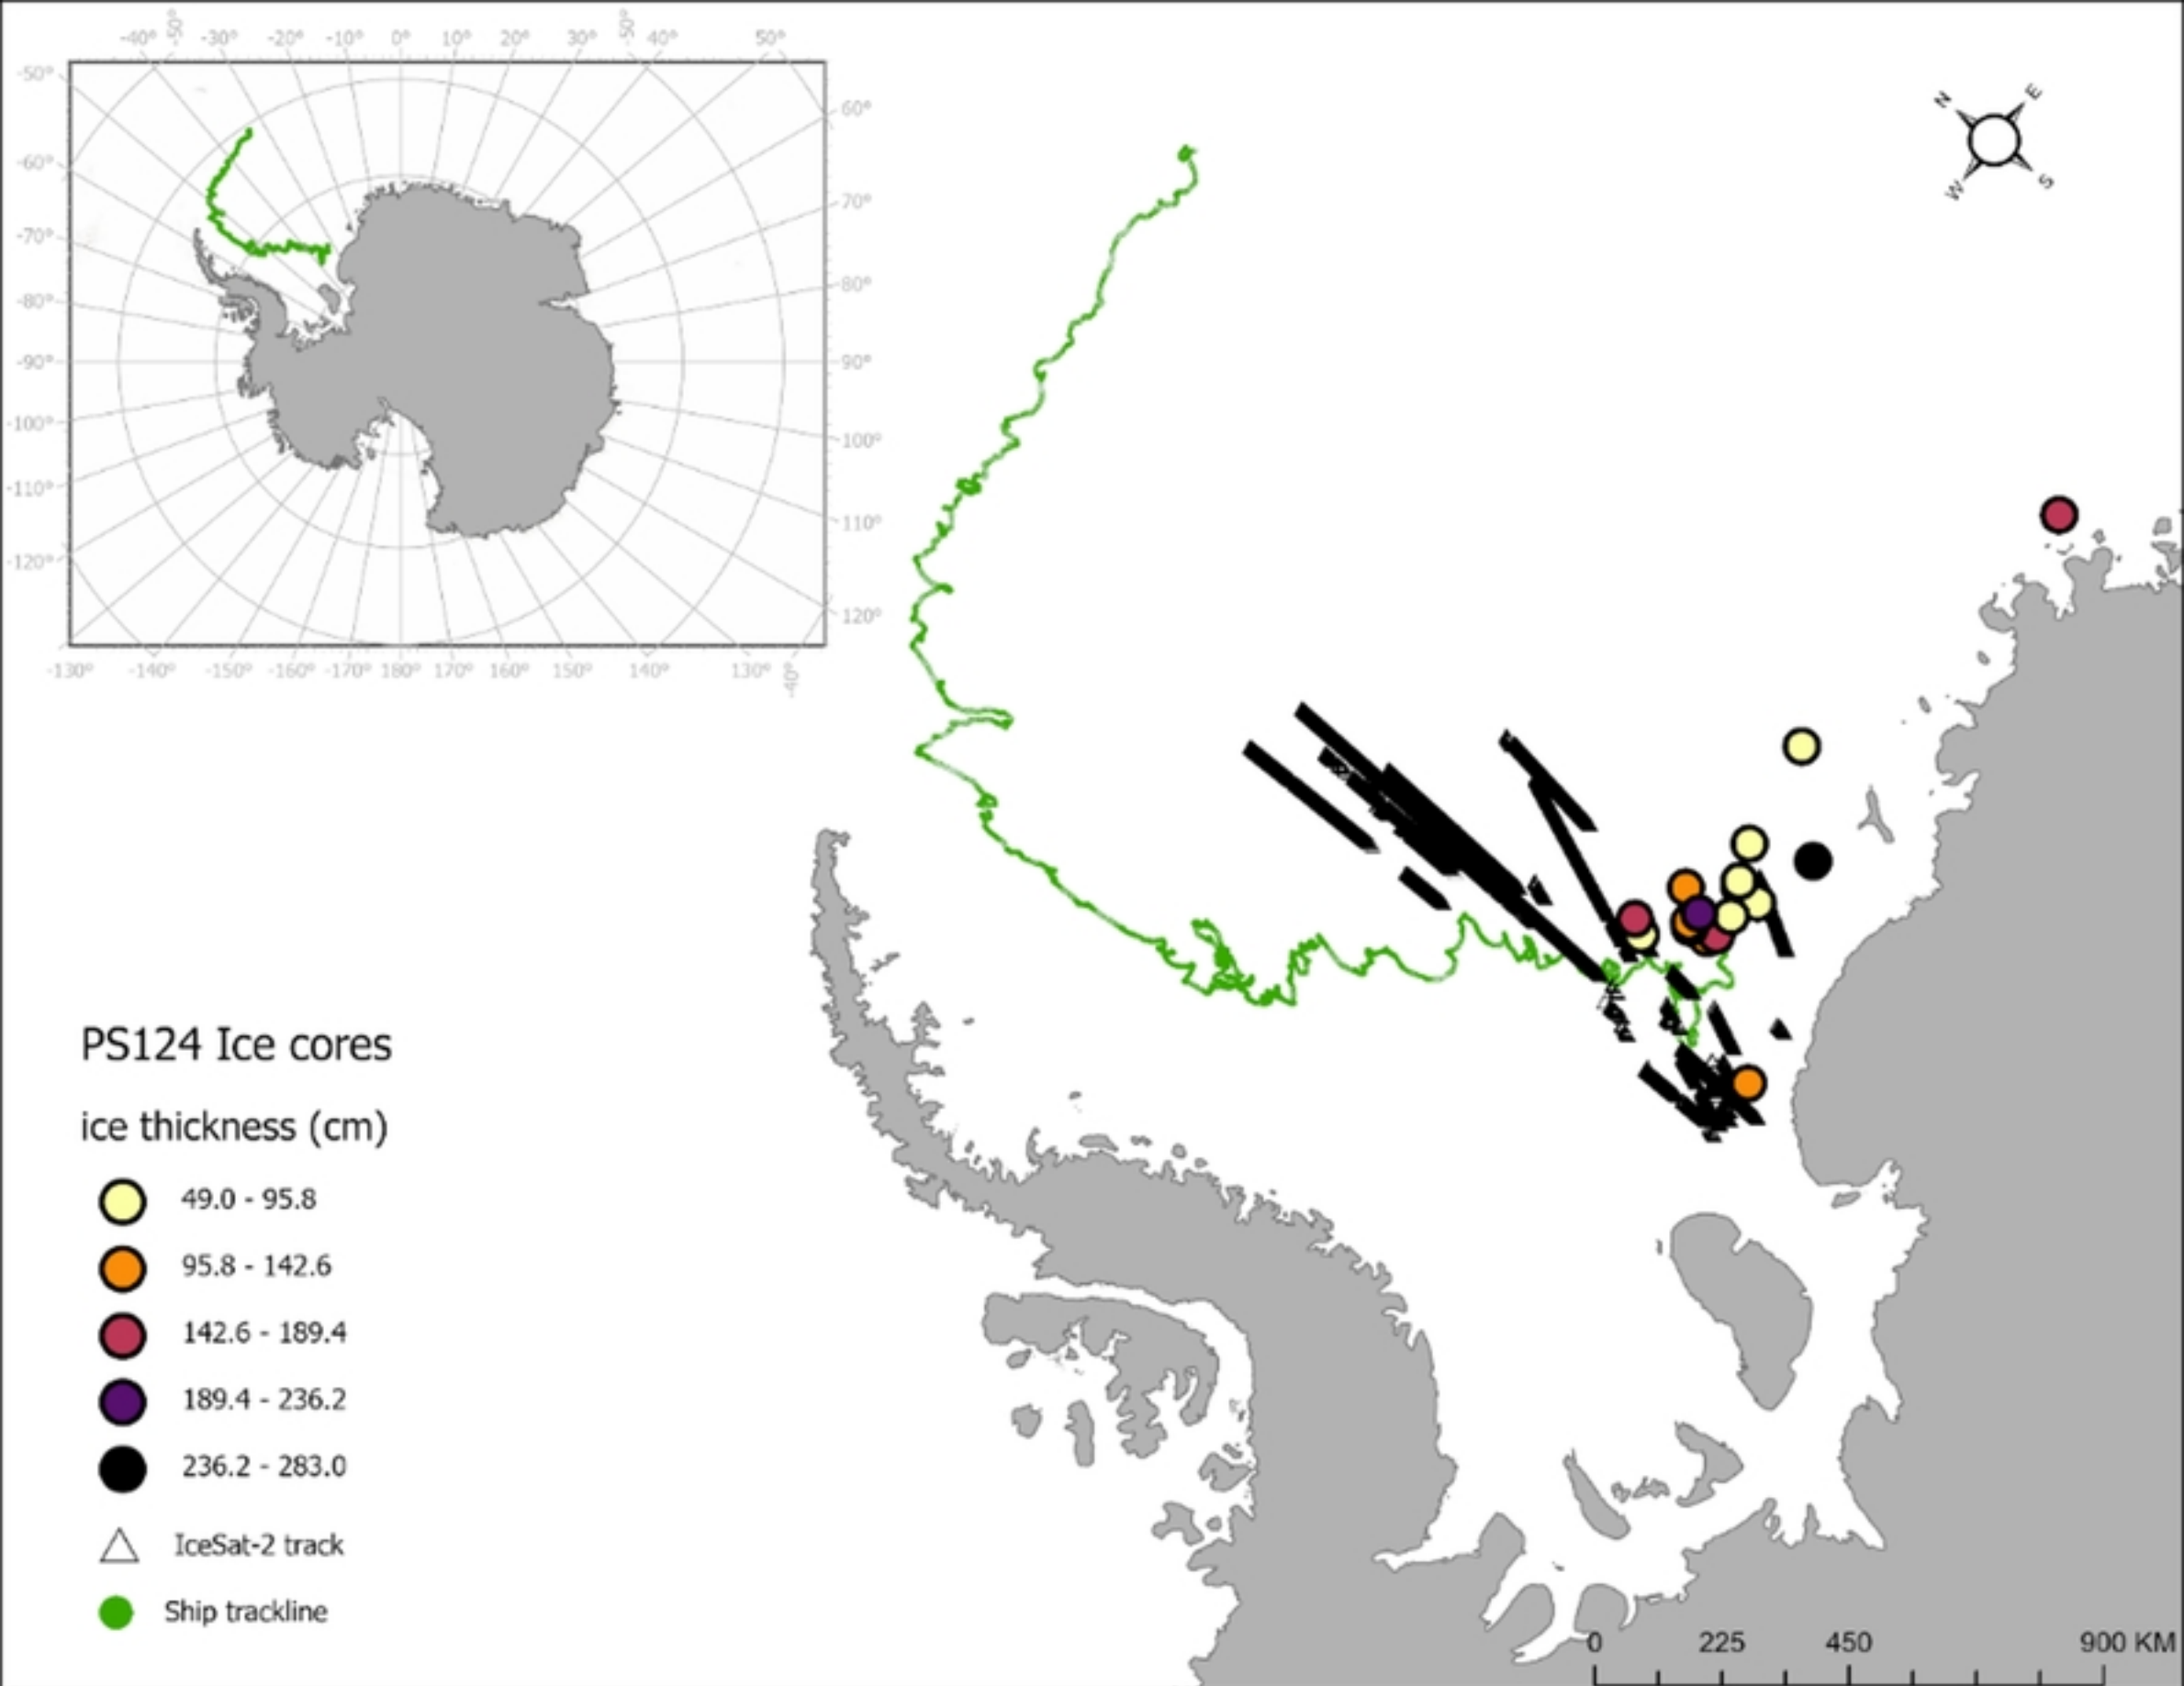 -40° -50° -30° -20° -10° 0° 10° 20° 30° -50° 40° 50°
-50°
60°
-60°
70°
-70°
80°
-80°
-90° 90°
-100°
100°
-110°
110°
-120°
120°
-130° -140° -150° -160° -170° 180° 170° 160° 150° 140° 130° -40°
N E
W S
PS124 Ice cores
ice thickness (cm)
49.0 - 95.8
95.8 - 142.6
142.6 - 189.4
189.4 - 236.2
236.2 - 283.0
IceSat-2 track
Ship trackline
0 225 450 900 KM